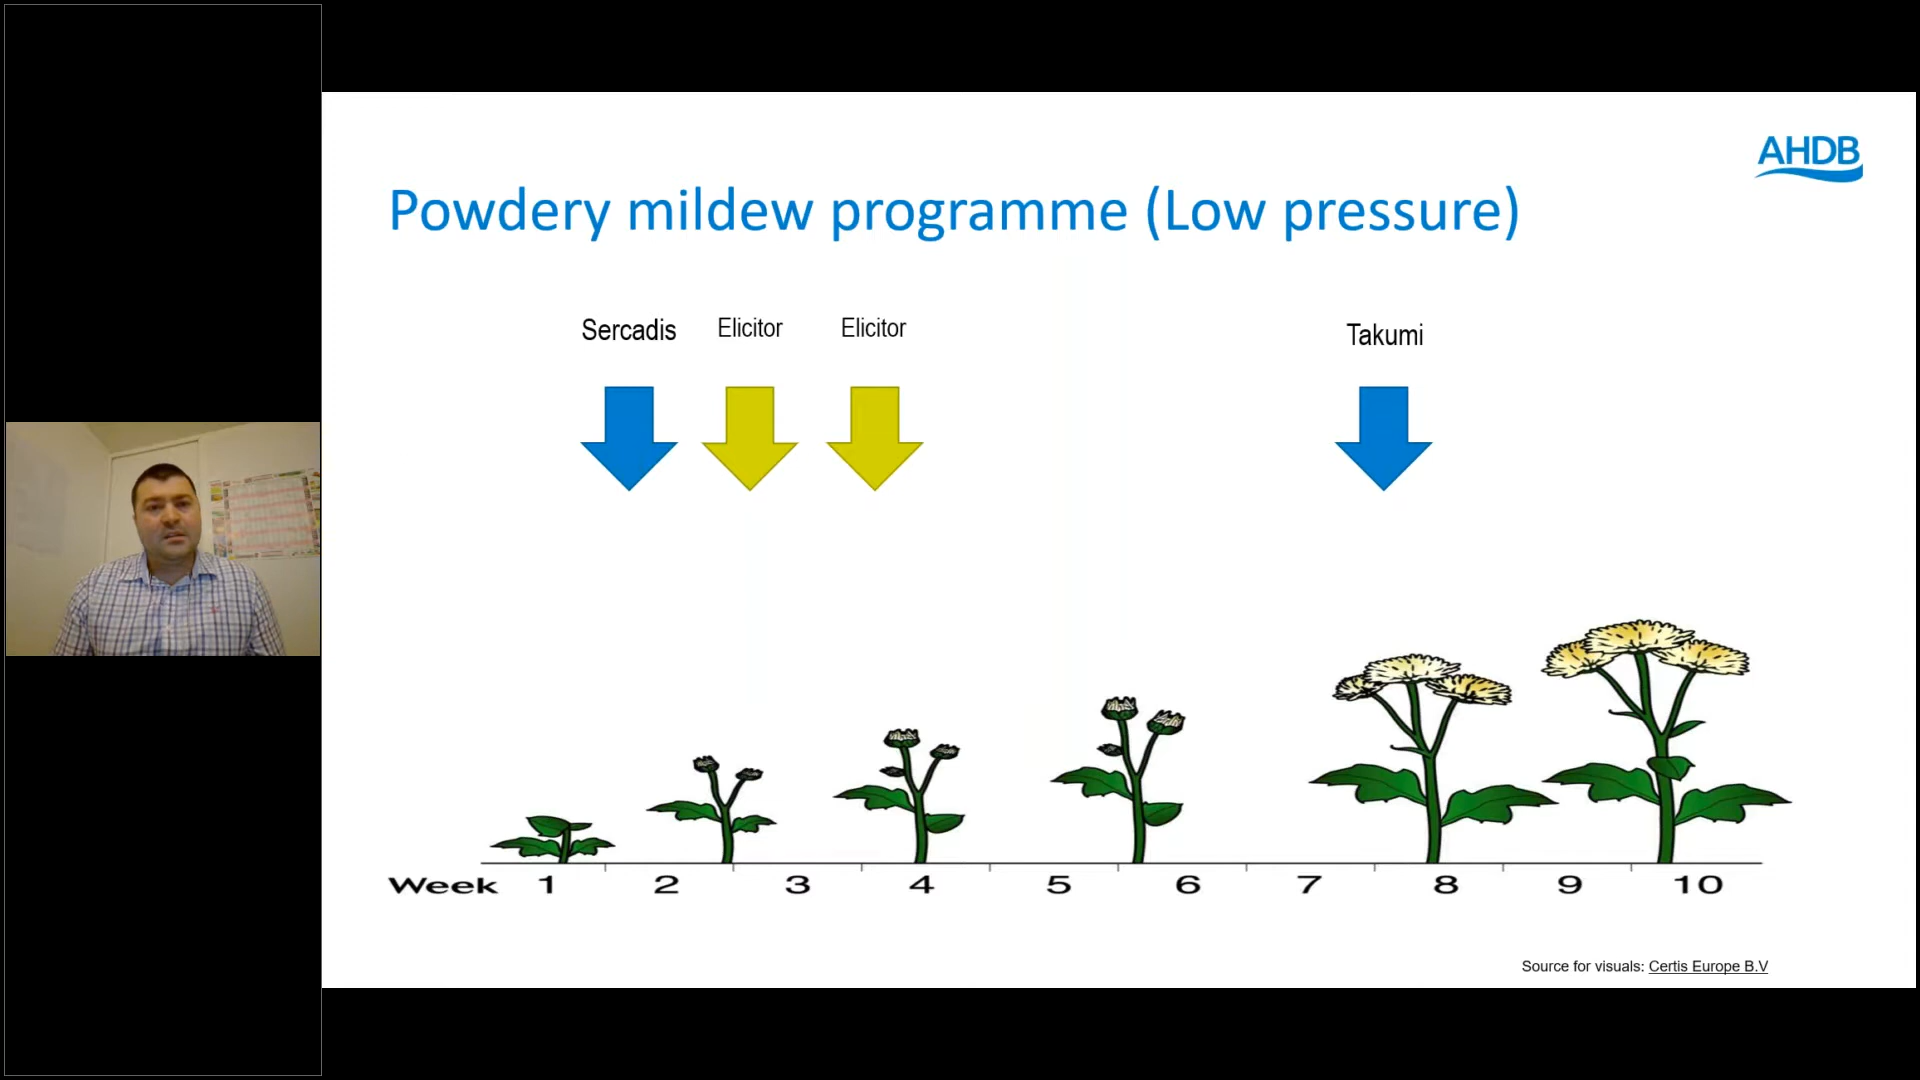 AHDB
Powdery mildew programme (Low pressure)
Sercadis Elicitor Elicitor Takumi
Week 1 2 3 4 5 6 7 8 9 10
Source for visuals: Certis Europe B.V